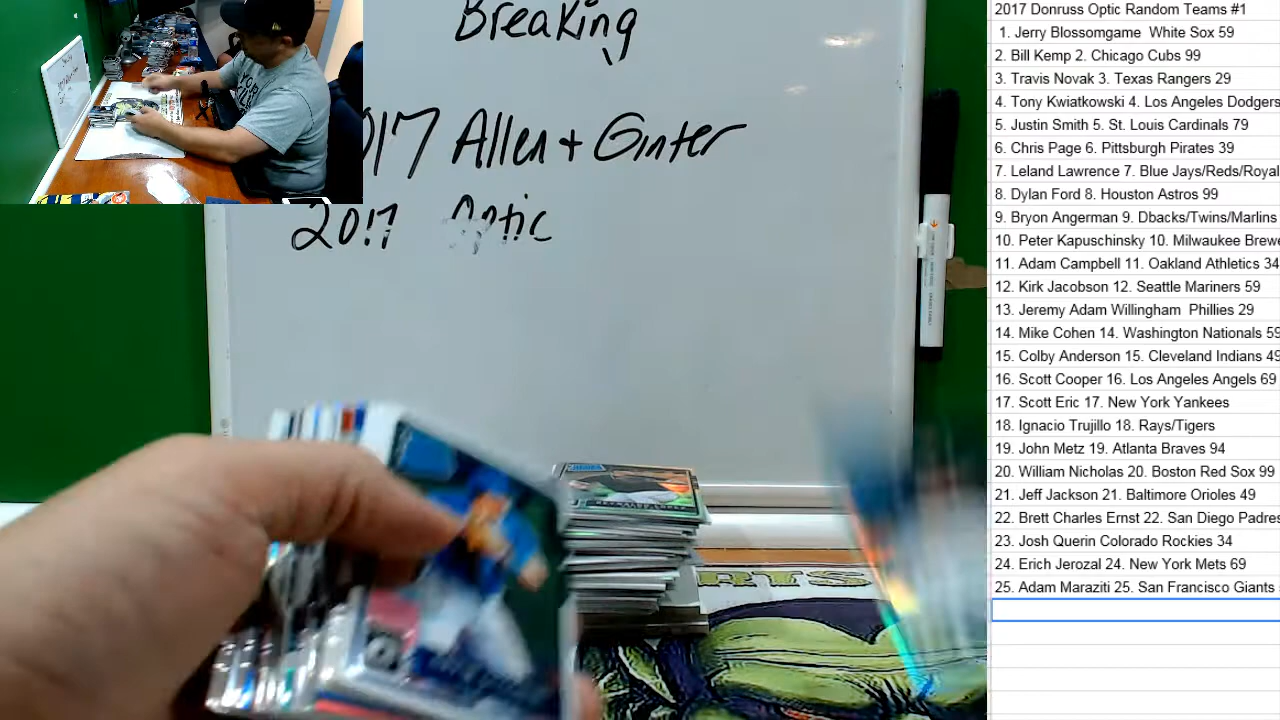 Breaking
2017 Allen + Ginter
2017 Optic
RTS
2017 Donruss Optic Random Teams #1
1. Jerry Blossomgame White Sox 59
2. Bill Kemp 2. Chicago Cubs 99
3. Travis Novak 3. Texas Rangers 29
4. Tony Kwiatkowski 4. Los Angeles Dodgers
5. Justin Smith 5. St. Louis Cardinals 79
6. Chris Page 6. Pittsburgh Pirates 39
7. Leland Lawrence 7. Blue Jays/Reds/Royal
8. Dylan Ford 8. Houston Astros 99
9. Bryon Angerman 9. Dbacks/Twins/Marlins
10. Peter Kapuschinsky 10. Milwaukee Brewe
11. Adam Campbell 11. Oakland Athletics 34
12. Kirk Jacobson 12. Seattle Mariners 59
13. Jeremy Adam Willingham Phillies 29
14. Mike Cohen 14. Washington Nationals 59
15. Colby Anderson 15. Cleveland Indians 49
16. Scott Cooper 16. Los Angeles Angels 69
17. Scott Eric 17. New York Yankees
18. Ignacio Trujillo 18. Rays/Tigers
19. John Metz 19. Atlanta Braves 94
20. William Nicholas 20. Boston Red Sox 99
21. Jeff Jackson 21. Baltimore Orioles 49
22. Brett Charles Ernst 22. San Diego Padres
23. Josh Querin Colorado Rockies 34
24. Erich Jerozal 24. New York Mets 69
25. Adam Maraziti 25. San Francisco Giants